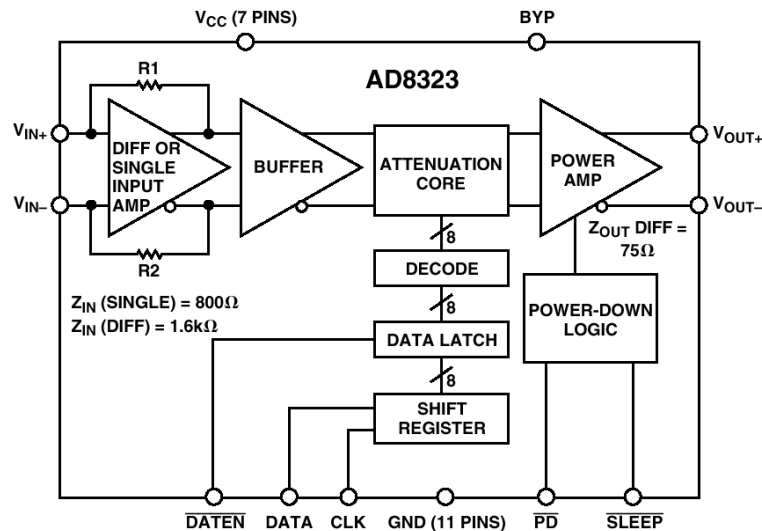 VCC (7 PINS)
BYP
R1
AD8323
VIN+
DIFF OR
SINGLE
INPUT
AMP
BUFFER
ATTENUATION
CORE
POWER
AMP
VOUT+
VIN–
VOUT–
R2
8
ZOUT DIFF =
75Ω
DECODE
ZIN (SINGLE) = 800Ω
ZIN (DIFF) = 1.6kΩ
8
POWER-DOWN
LOGIC
DATA LATCH
8
SHIFT
REGISTER
DATEN
DATA
CLK
GND (11 PINS)
PD
SLEEP